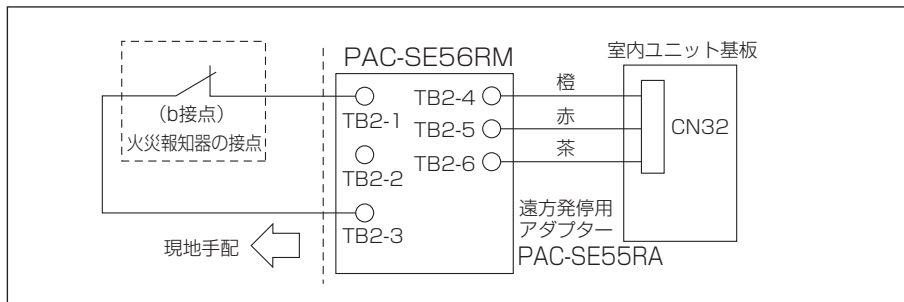 PAC-SE56RM
室内ユニット基板
(b接点)
火災報知器の接点
TB2-1
TB2-2
TB2-3
TB2-4
TB2-5
TB2-6
橙
赤
茶
CN32
遠方発停用
アダプター
PAC-SE55RA
現地手配